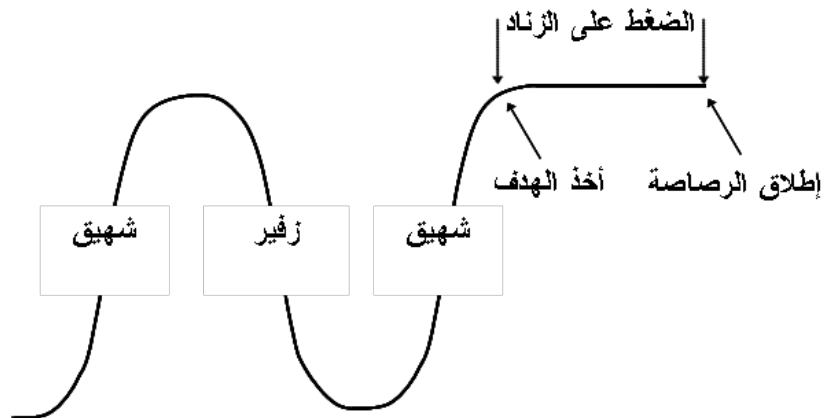 الضغط على الزناد
أخذ الهدف
إطلاق الرصاصة
شهيق
زفير
شهيق